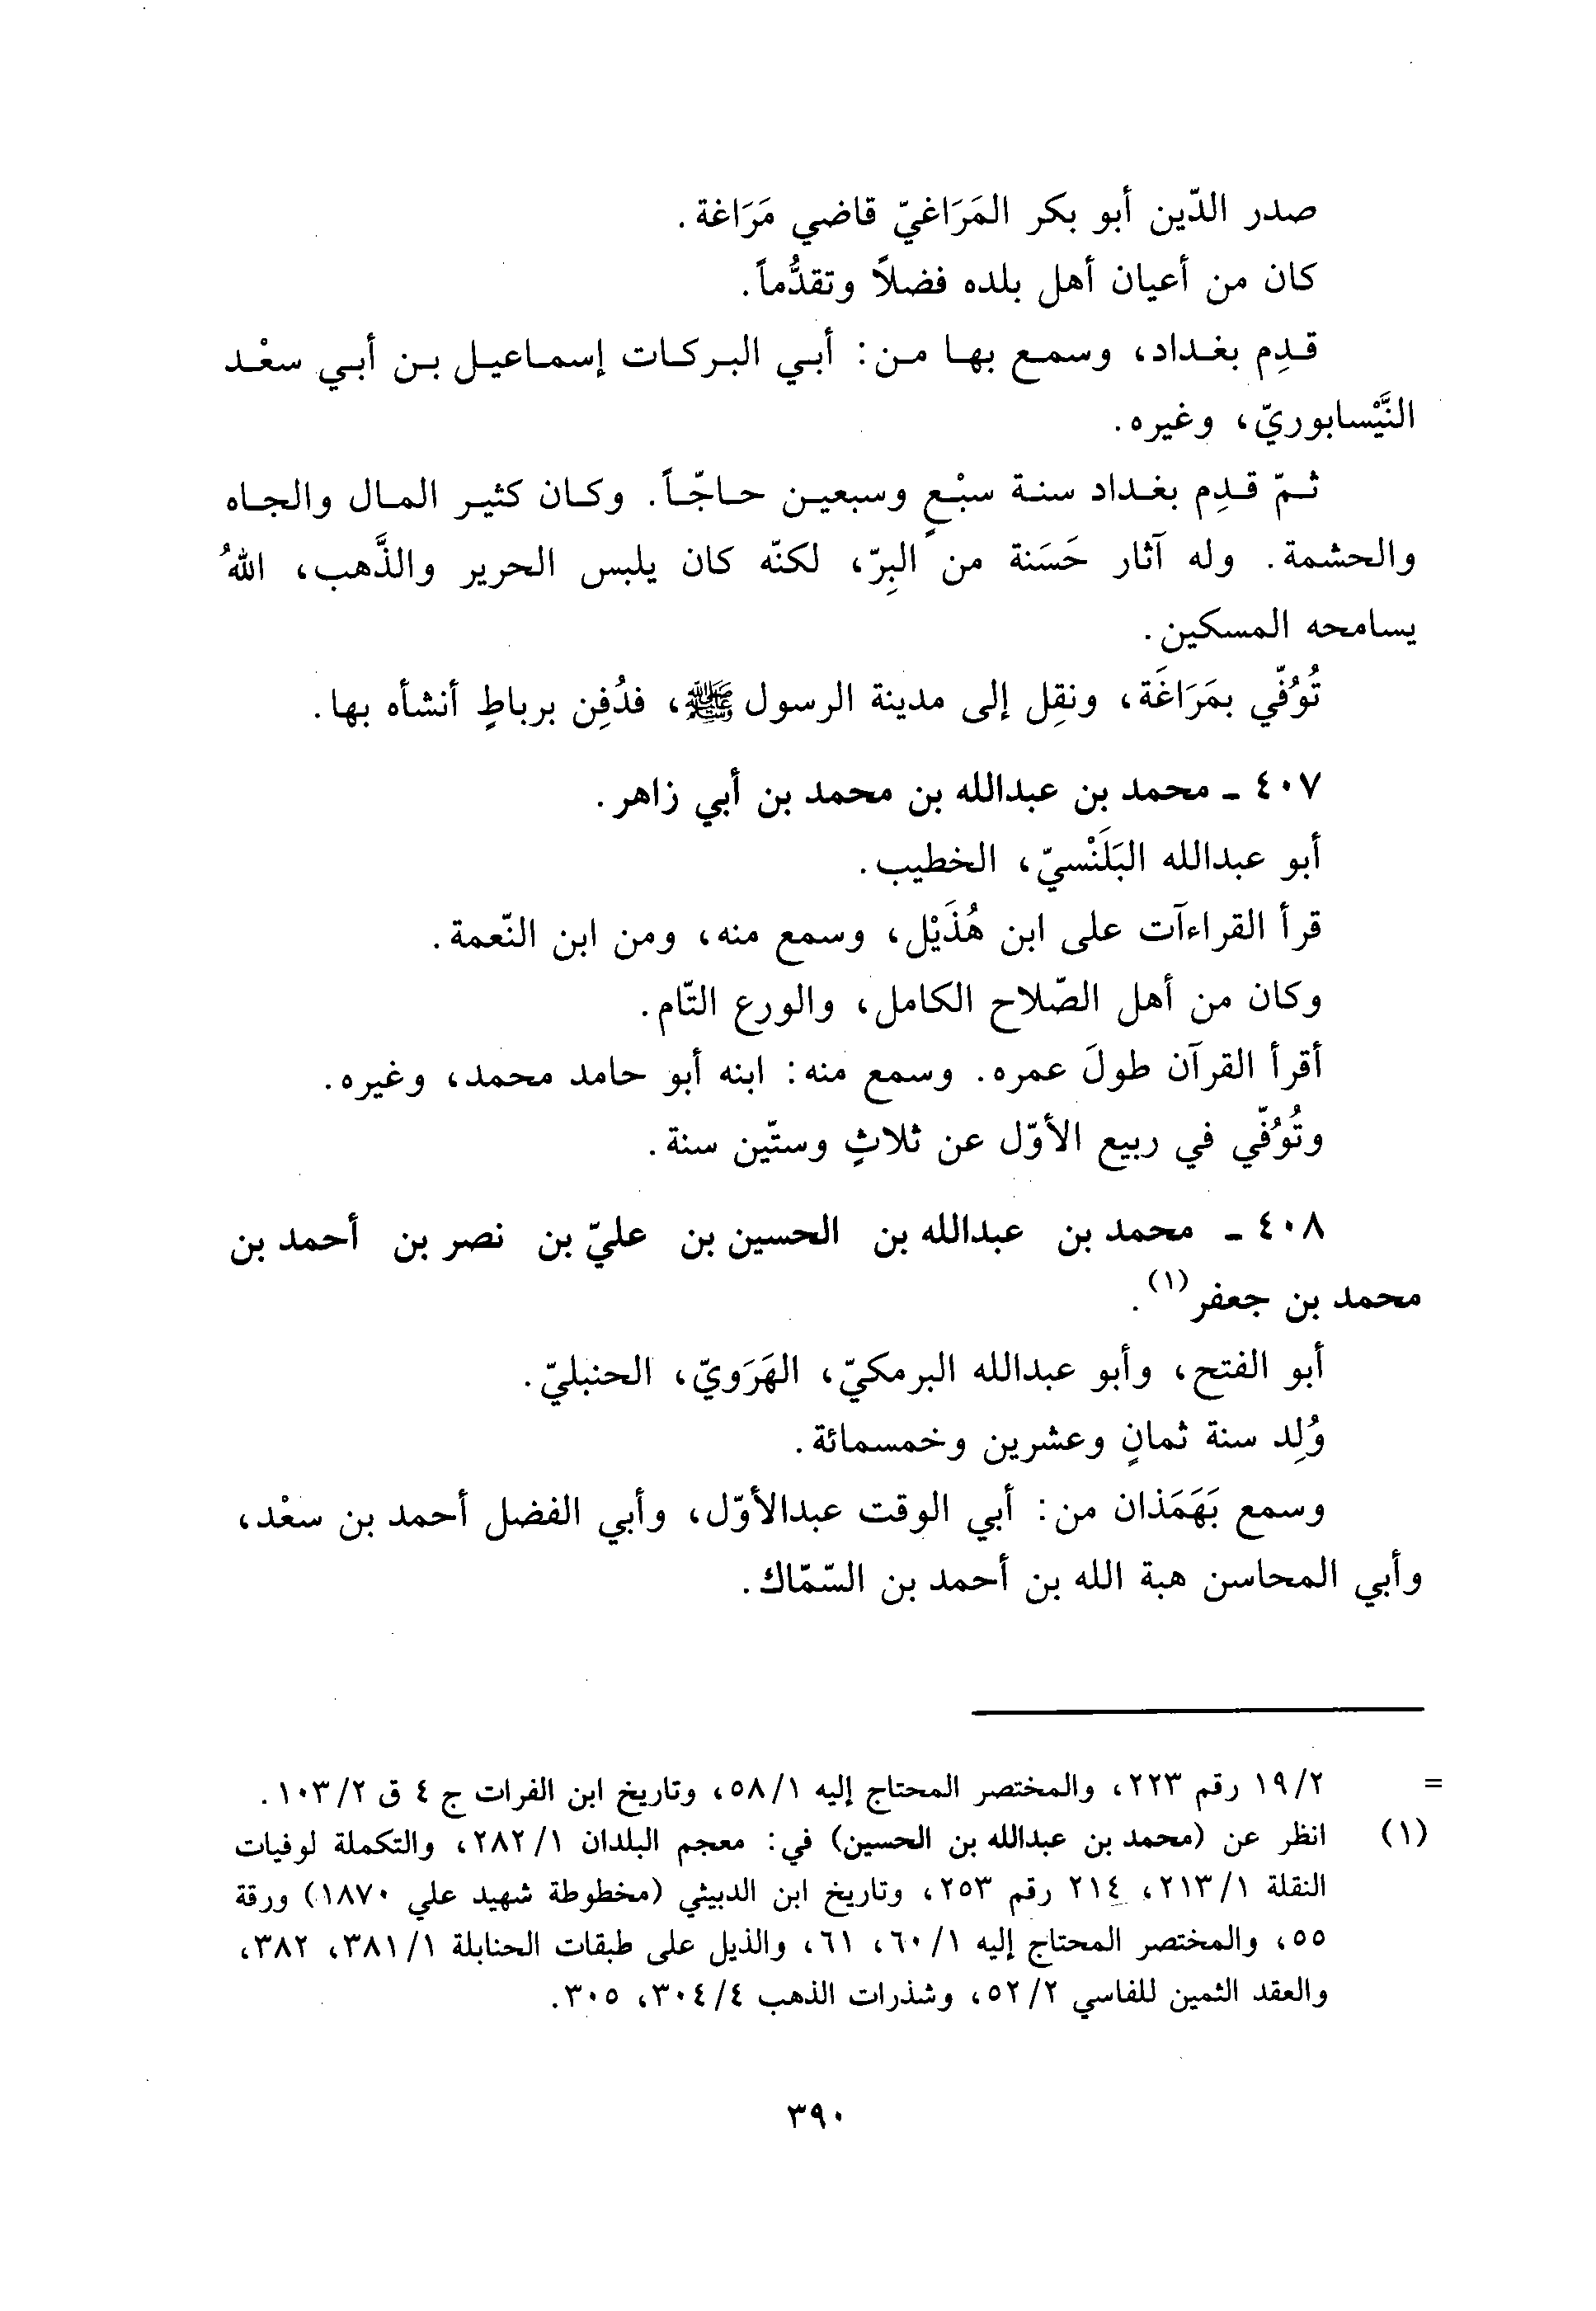 صدر الدّين أبو بكر المَرَاغيّ قاضي مَرَاغة.
كان من أعيان أهل بلده فضلاً وتقدُّماً.
قدِم بغداد، وسمع بها من: أبي البركات إسماعيل بن أبي سعْد
النَّيْسابوريّ، وغيره.
ثمّ قدِم بغداد سنة سبْعٍ وسبعين حاجّاً. وكان كثير المال والجاه
والحشمة. وله آثار حَسَنة من البِرّ، لكنّه كان يلبس الحرير والذَّهب، اللهُ
يسامحه المسكين.
تُوُفّي بمَرَاغَة، ونقِل إلى مدينة الرسول ﷺ، فدُفِن برباطٍ أنشأه بها.
٤٠٧ - محمد بن عبدالله بن محمد بن أبي زاهر.
أبو عبدالله البَلَنْسيّ، الخطيب.
قرأ القراءآت على ابن هُذَيْل، وسمع منه، ومن ابن النّعمة.
وكان من أهل الصّلاح الكامل، والورع التّام.
أقرأ القرآن طولَ عمره. وسمع منه: ابنه أبو حامد محمد، وغيره.
وتُوُفّي في ربيع الأوّل عن ثلاثٍ وستّين سنة.
٤٠٨ - محمد بن عبدالله بن الحسين بن عليّ بن نصر بن أحمد بن
محمد بن جعفر(١).
أبو الفتح، وأبو عبدالله البرمكيّ، الهَرَويّ، الحنبليّ.
وُلِد سنة ثمانٍ وعشرين وخمسمائة.
وسمع بَهَمَذان من: أبي الوقت عبدالأوّل، وأبي الفضل أحمد بن سعْد،
وأبي المحاسن هبة الله بن أحمد بن السّمّاك.
= ١٩/٢ رقم ٢٢٣، والمختصر المحتاج إليه ٥٨/١، وتاريخ ابن الفرات ج ٤ ق ١٠٣/٢.
(١) انظر عن (محمد بن عبدالله بن الحسين) في: معجم البلدان ٢٨٢/١، والتكملة لوفيات
النقلة ٢١٣/١، ٢١٤ رقم ٢٥٣، وتاريخ ابن الدبيثي (مخطوطة شهيد علي ١٨٧٠) ورقة
٥٥، والمختصر المحتاج إليه ٦٠/١، ٦١، والذيل على طبقات الحنابلة ٣٨١/١، ٣٨٢،
والعقد الثمين للفاسي ٥٢/٢، وشذرات الذهب ٣٠٤/٤، ٣٠٥.
٣٩٠